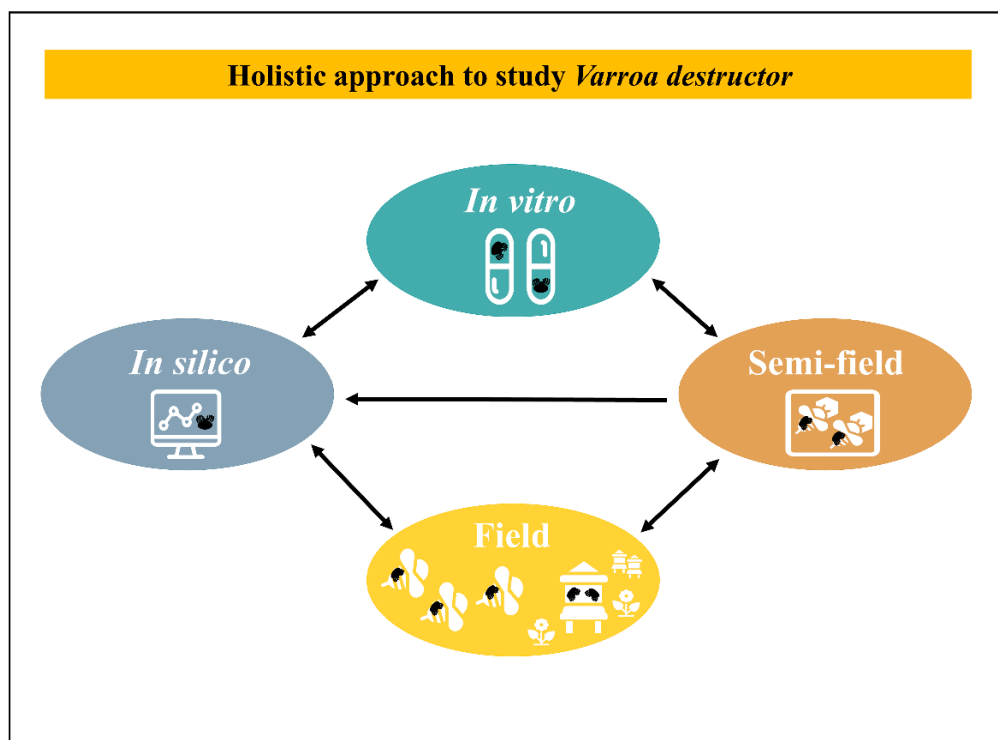 Holistic approach to study Varroa destructor
In vitro
In silico
Semi-field
Field